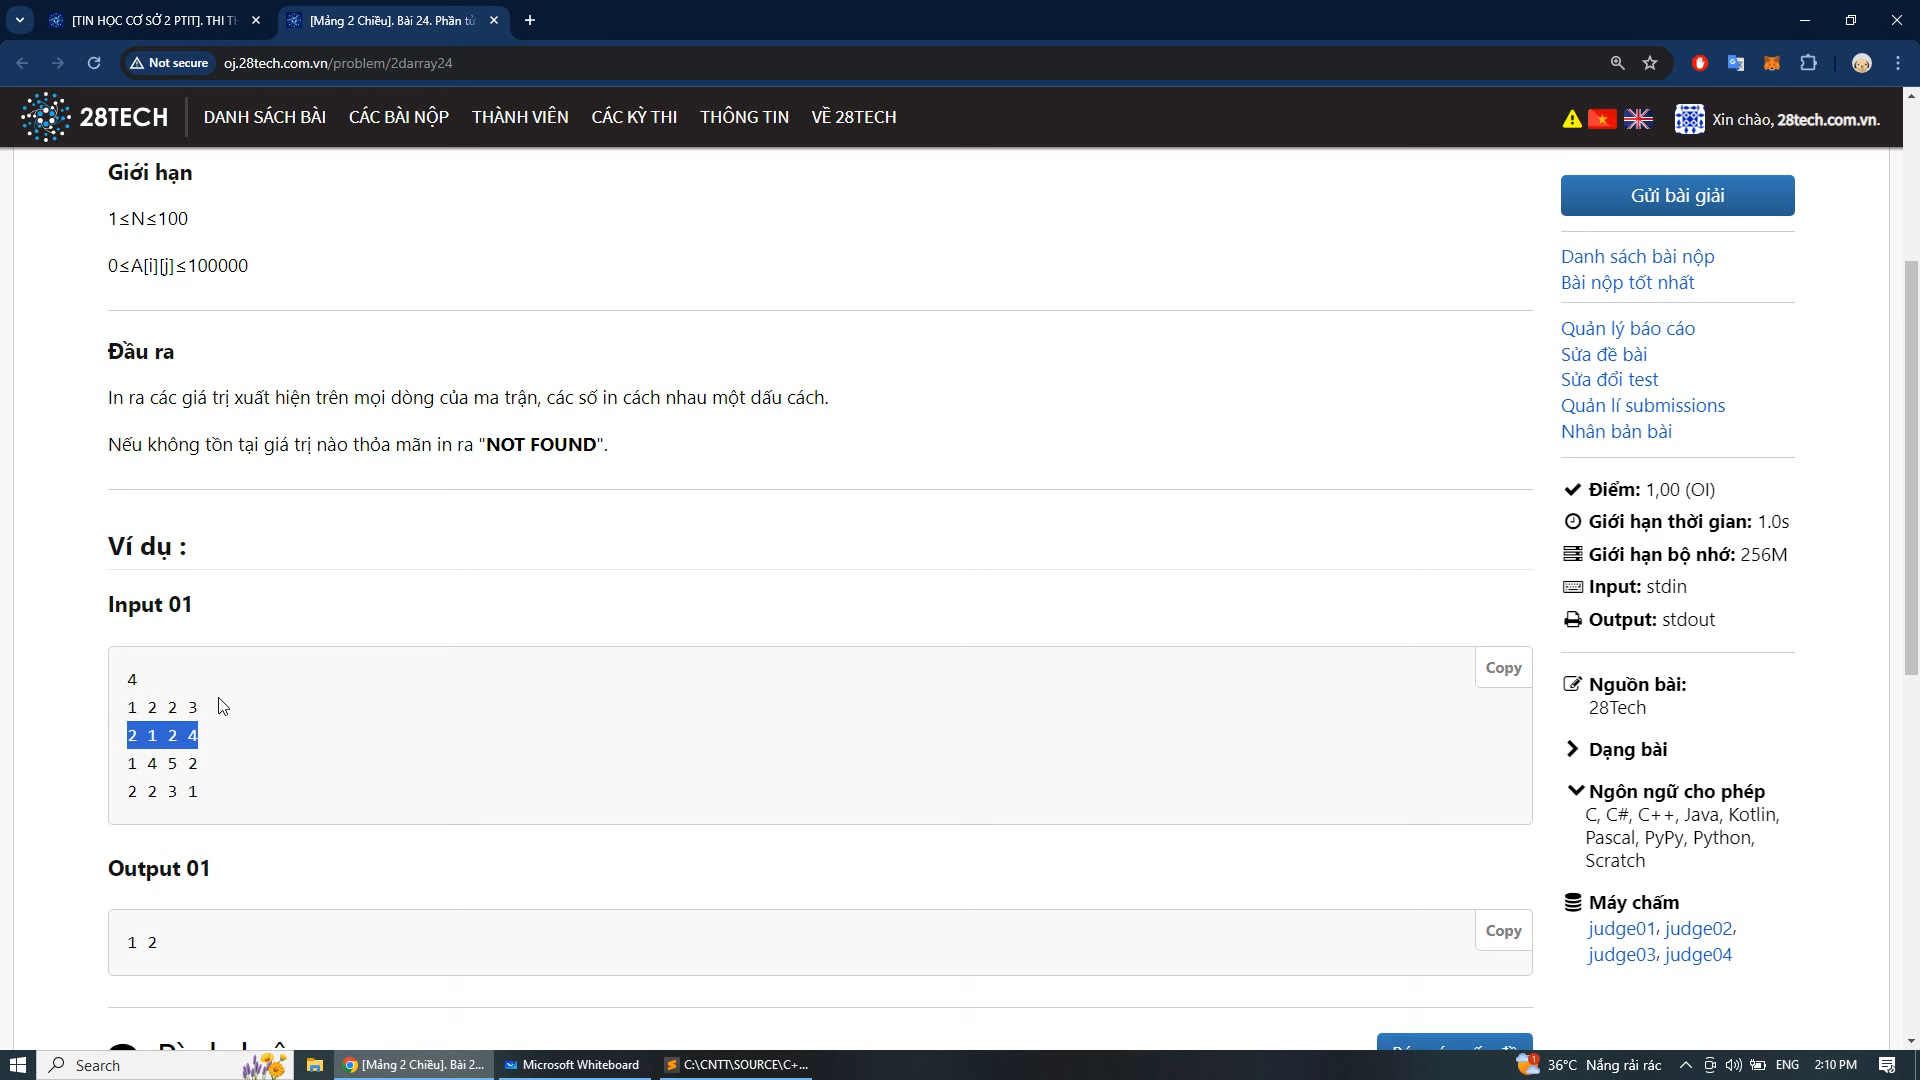 [TIN HỌC CƠ SỞ 2 PTIT]. THI TH
[Mảng 2 Chiều]. Bài 24. Phần tử
Not secure
oj.28tech.com.vn/problem/2darray24
28TECH
DANH SÁCH BÀI
CÁC BÀI NỘP
THÀNH VIÊN
CÁC KỲ THI
THÔNG TIN
VỀ 28TECH
Xin chào, 28tech.com.vn.
Giới hạn
1≤N≤100
0≤A[i][j]≤100000
Đầu ra
In ra các giá trị xuất hiện trên mọi dòng của ma trận, các số in cách nhau một dấu cách.
Nếu không tồn tại giá trị nào thỏa mãn in ra "NOT FOUND".
Ví dụ :
Input 01
Copy
4
1 2 2 3
2 1 2 4
1 4 5 2
2 2 3 1
Output 01
Copy
1 2
Gửi bài giải
Danh sách bài nộp
Bài nộp tốt nhất
Quản lý báo cáo
Sửa đề bài
Sửa đổi test
Quản lí submissions
Nhân bản bài
Điểm: 1,00 (OI)
Giới hạn thời gian: 1.0s
Giới hạn bộ nhớ: 256M
Input: stdin
Output: stdout
Nguồn bài:
28Tech
Dạng bài
Ngôn ngữ cho phép
C, C#, C++, Java, Kotlin,
Pascal, PyPy, Python,
Scratch
Máy chấm
judge01, judge02,
judge03, judge04
Search
[Mảng 2 Chiều]. Bài 2...
Microsoft Whiteboard
C:\CNTT\SOURCE\C+...
1
36°C Nắng rải rác
ENG
2:10 PM